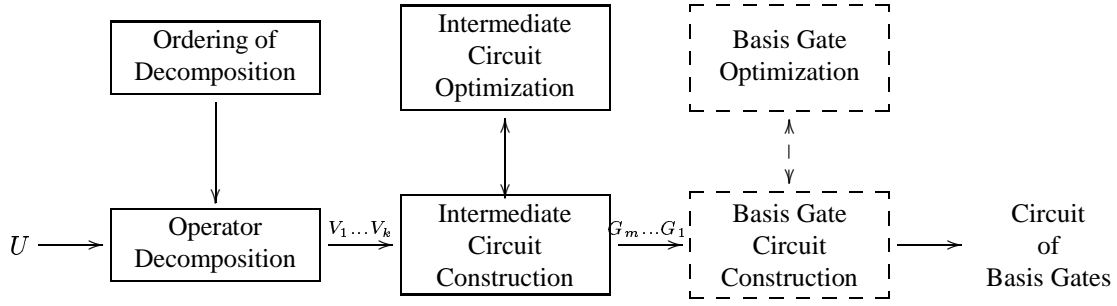 Ordering of
Decomposition
Intermediate
Circuit
Optimization
Basis Gate
Optimization
U
Operator
Decomposition
V₁...Vₖ
Intermediate
Circuit
Construction
Gₘ...G₁
Basis Gate
Circuit
Construction
Circuit
of
Basis Gates